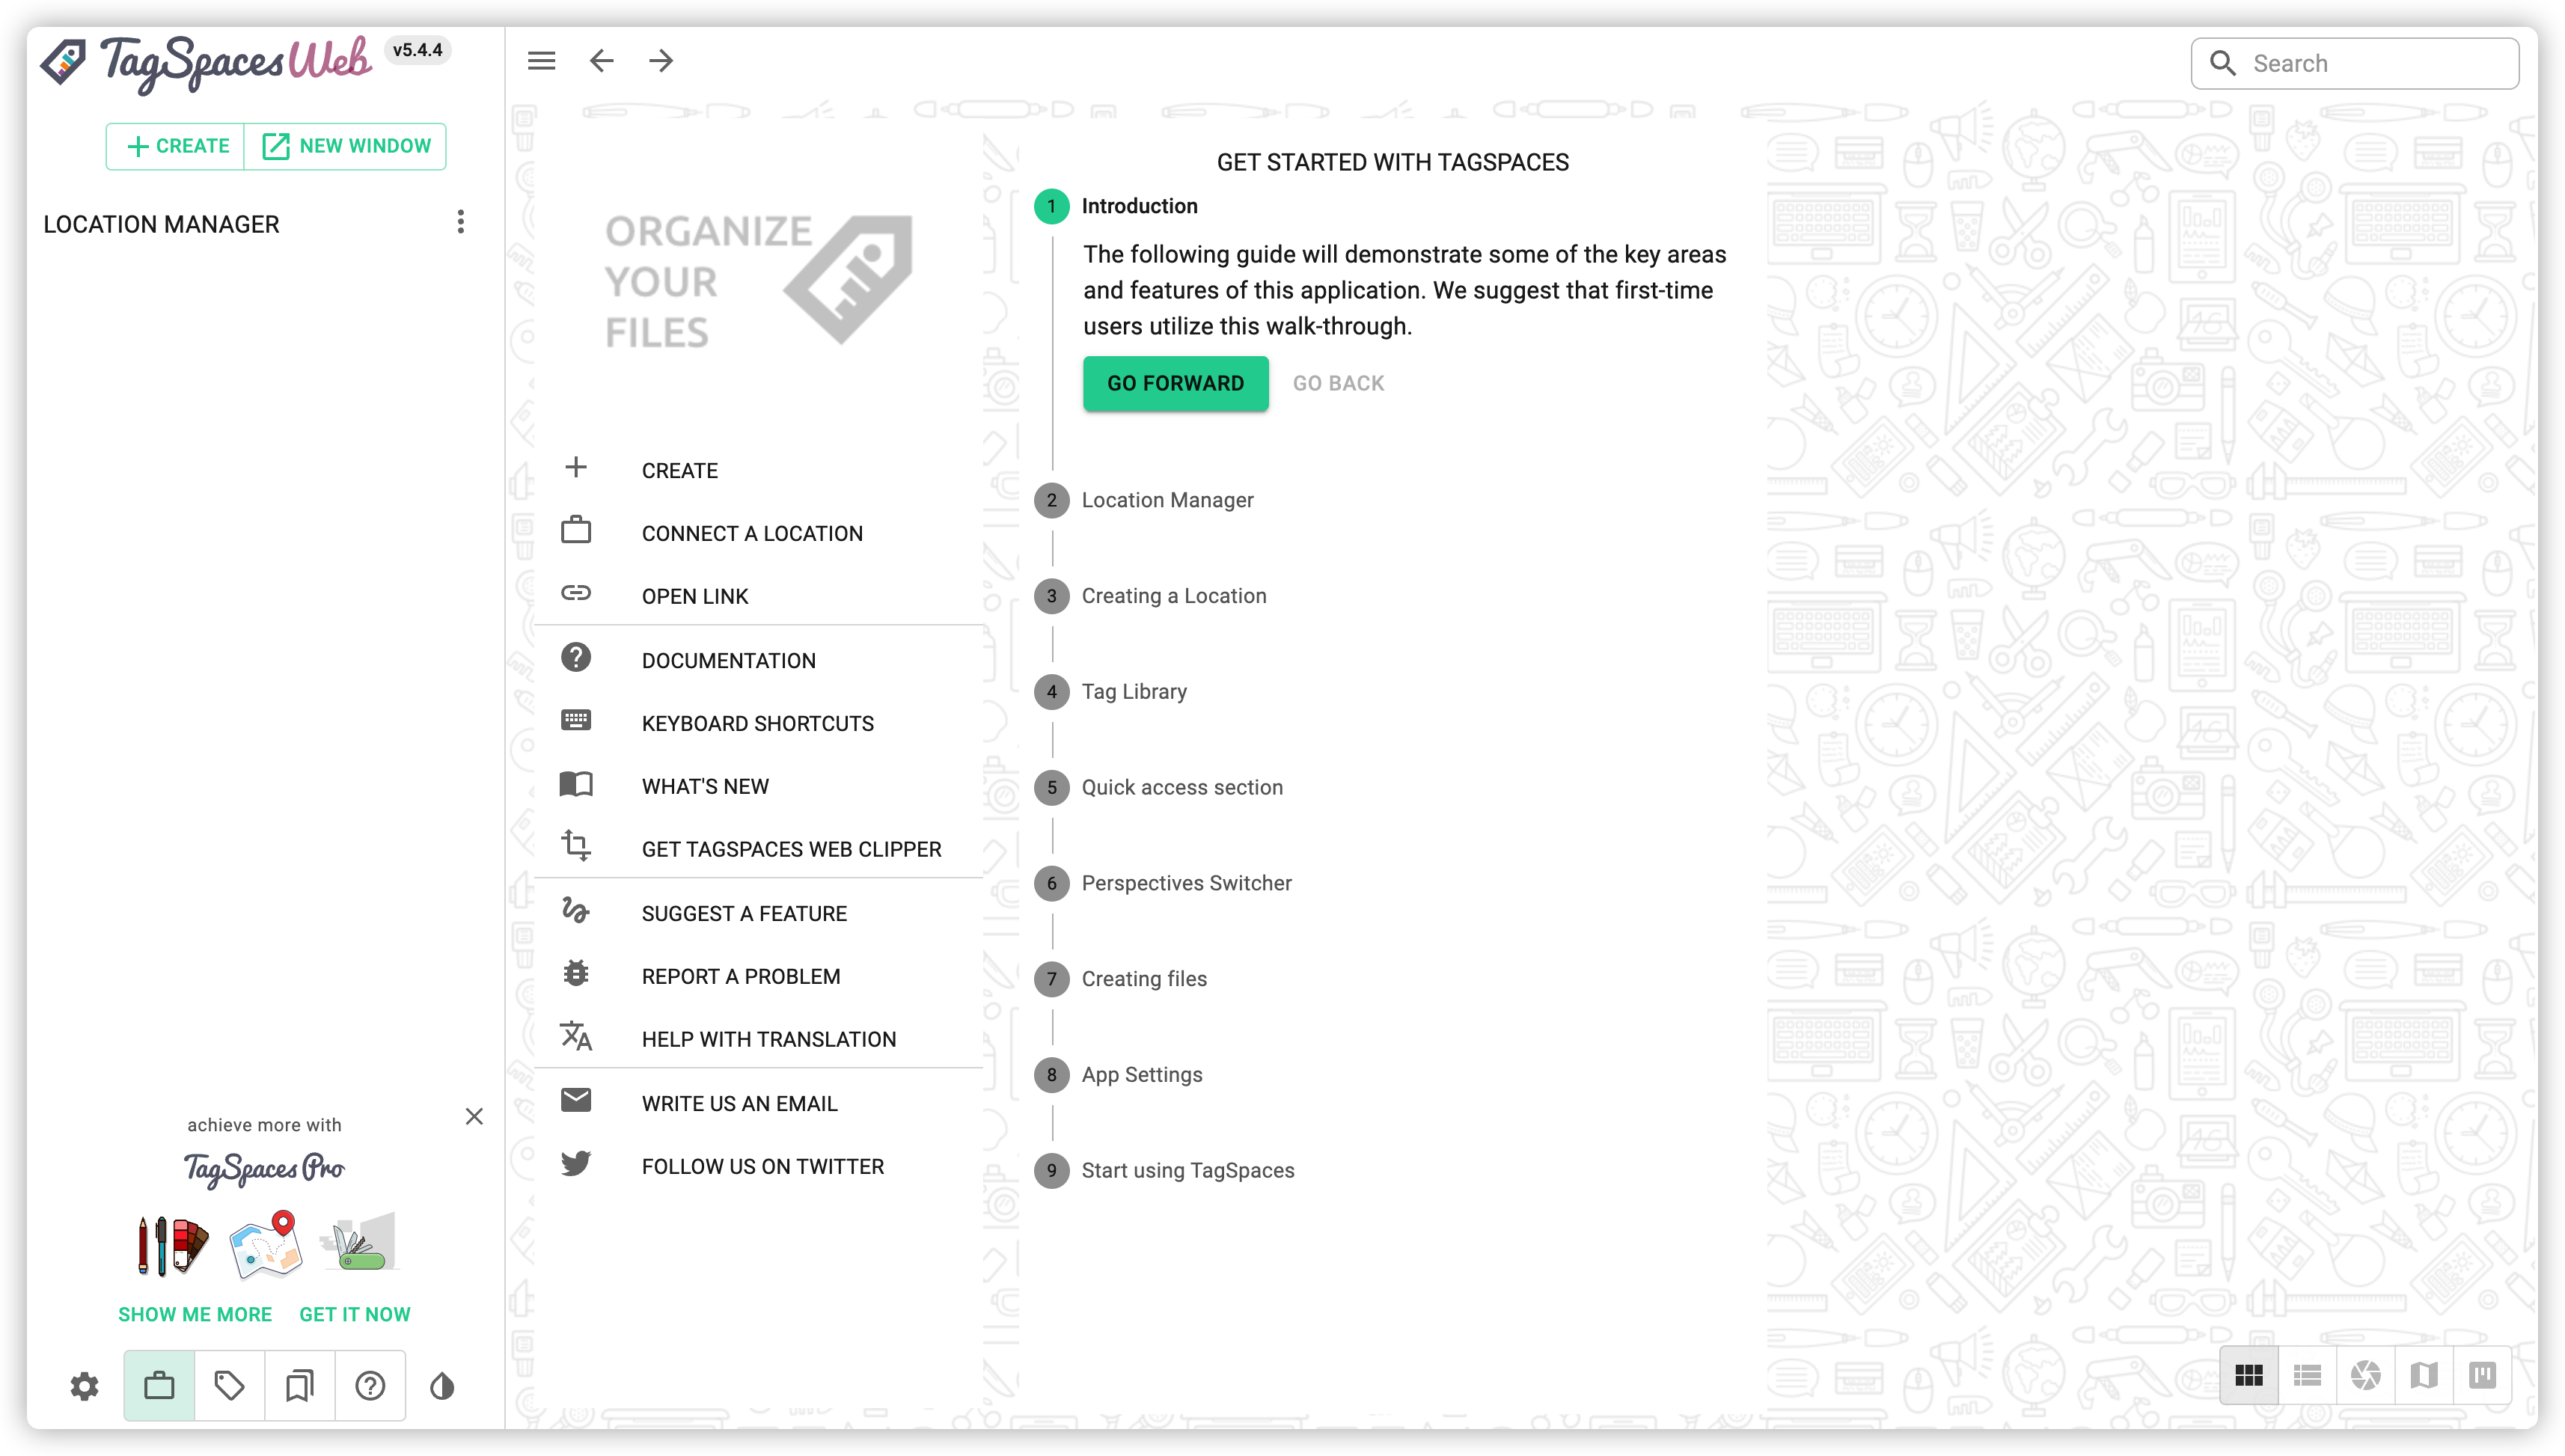 TagSpaces Web v5.4.4
CREATE
NEW WINDOW
LOCATION MANAGER
achieve more with
TagSpaces Pro
SHOW ME MORE
GET IT NOW
Search
ORGANIZE
YOUR
FILES
CREATE
CONNECT A LOCATION
OPEN LINK
DOCUMENTATION
KEYBOARD SHORTCUTS
WHAT'S NEW
GET TAGSPACES WEB CLIPPER
SUGGEST A FEATURE
REPORT A PROBLEM
HELP WITH TRANSLATION
WRITE US AN EMAIL
FOLLOW US ON TWITTER
GET STARTED WITH TAGSPACES
1 Introduction
The following guide will demonstrate some of the key areas
and features of this application. We suggest that first-time
users utilize this walk-through.
GO FORWARD
GO BACK
2 Location Manager
3 Creating a Location
4 Tag Library
5 Quick access section
6 Perspectives Switcher
7 Creating files
8 App Settings
9 Start using TagSpaces